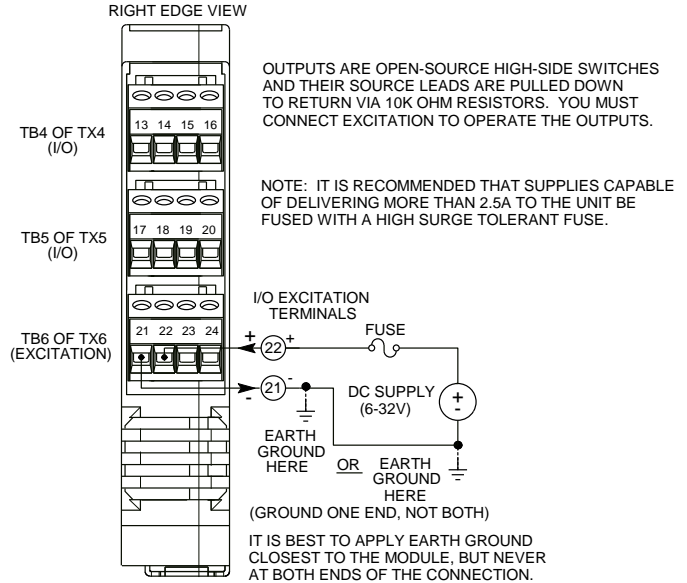 RIGHT EDGE VIEW
OUTPUTS ARE OPEN-SOURCE HIGH-SIDE SWITCHES
AND THEIR SOURCE LEADS ARE PULLED DOWN
TO RETURN VIA 10K OHM RESISTORS. YOU MUST
CONNECT EXCITATION TO OPERATE THE OUTPUTS.
TB4 OF TX4
(I/O)
13 14 15 16
NOTE: IT IS RECOMMENDED THAT SUPPLIES CAPABLE
OF DELIVERING MORE THAN 2.5A TO THE UNIT BE
FUSED WITH A HIGH SURGE TOLERANT FUSE.
TB5 OF TX5
(I/O)
17 18 19 20
I/O EXCITATION
TERMINALS
TB6 OF TX6
(EXCITATION)
21 22 23 24
+ 22 +
FUSE
- 21 -
DC SUPPLY
(6-32V)
+
-
EARTH
GROUND
HERE
OR
EARTH
GROUND
HERE
(GROUND ONE END, NOT BOTH)
IT IS BEST TO APPLY EARTH GROUND
CLOSEST TO THE MODULE, BUT NEVER
AT BOTH ENDS OF THE CONNECTION.